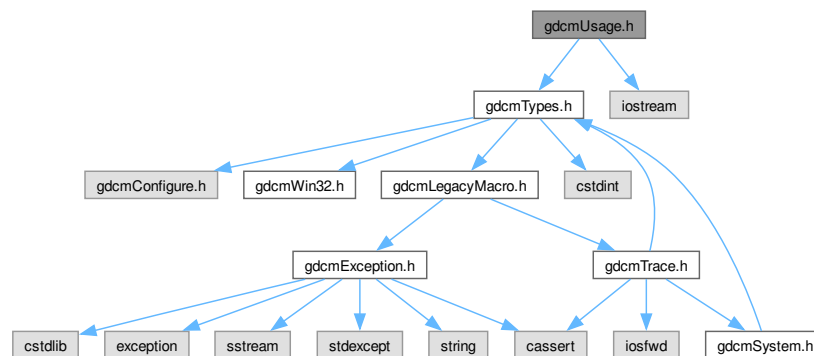 gdcmUsage.h
gdcmTypes.h
iostream
gdcmConfigure.h
gdcmWin32.h
gdcmLegacyMacro.h
cstdint
gdcmException.h
gdcmTrace.h
cstdlib
exception
sstream
stdexcept
string
cassert
iosfwd
gdcmSystem.h